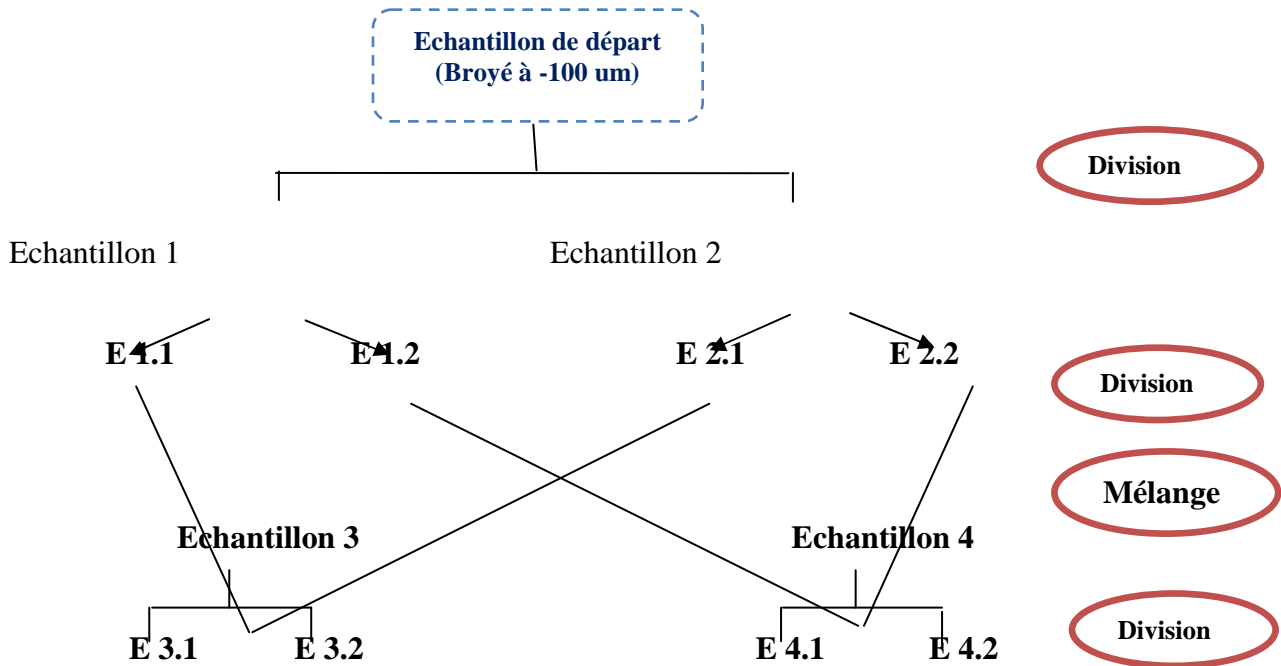 Echantillon de départ
(Broyé à -100 um)
Division
Echantillon 1 Echantillon 2
E 1.1 E 1.2 E 2.1 E 2.2
Division
Mélange
Echantillon 3 Echantillon 4
E 3.1 E 3.2 E 4.1 E 4.2
Division